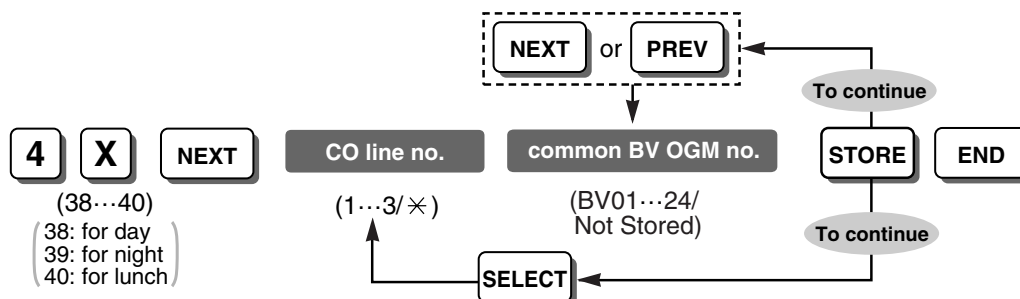 NEXT or PREV
To continue
4 X NEXT CO line no. common BV OGM no. STORE END
(38···40) (1···3/✳) (BV01···24/
Not Stored)
38: for day
39: for night
40: for lunch
To continue
SELECT